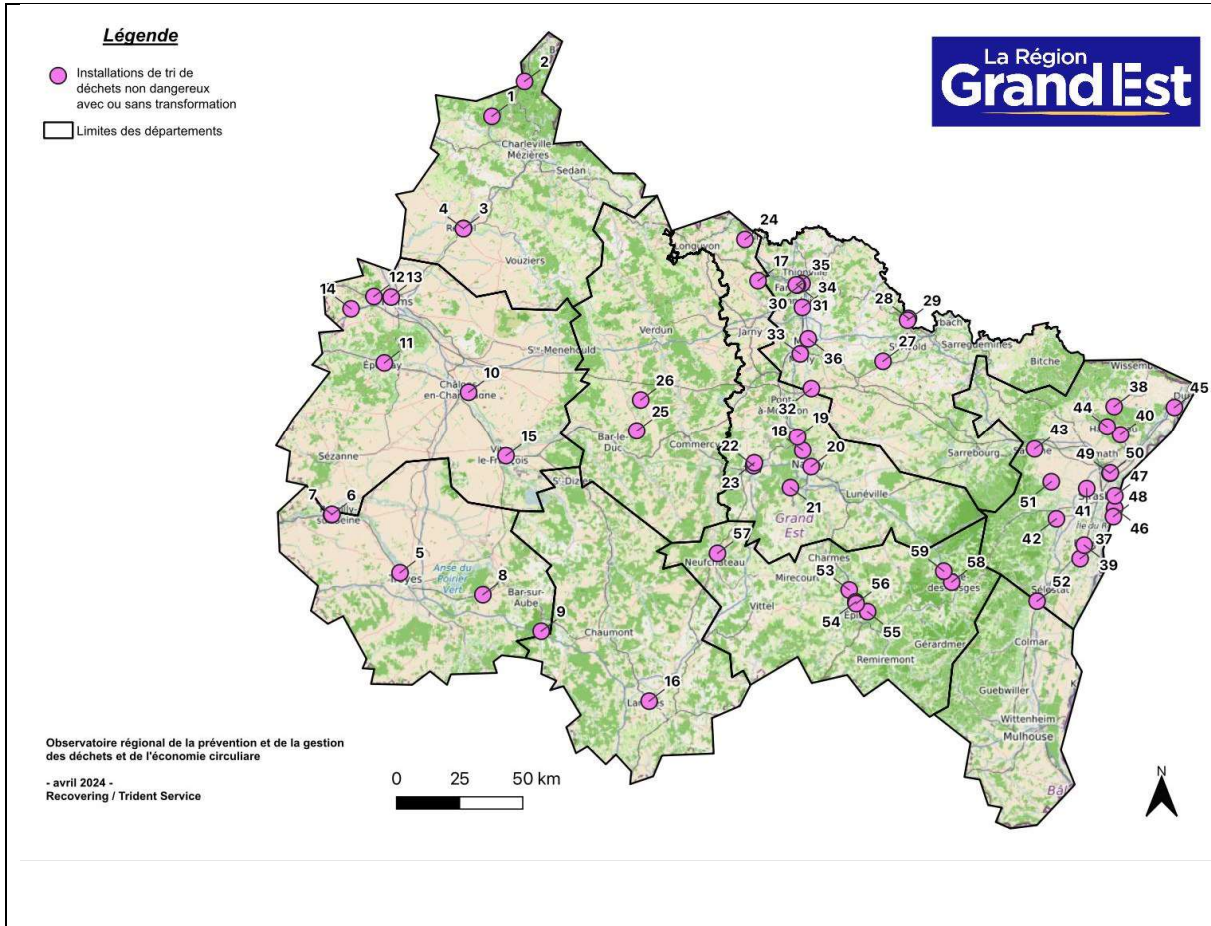 Légende
Installations de tri de
déchets non dangereux
avec ou sans transformation
Limites des départements
La Région
Grand Est
2
1
Charleville
Mézières
Sedan
4
3
Vouziers
24
Longuyon
17
35
Thionville
34
30
31
28
29
12
13
14
33
Jarny
27
Verdun
Sarreguemines
Bitche
Wissemb
11
Ste-Menehould
36
10
Châlons
en-Champagne
26
32
Pont-
à-Mousson
38
45
44
40
25
Bar-le-
Duc
Commercy
18
19
43
15
Sézanne
22
20
Sarrebourg
49
50
23
47
Lunéville
51
48
7
6
21
41
46
Grand
Est
42
37
57
Neufchâteau
Charmes
59
58
39
5
Anse du
Poirier
Vert
8
Bar-sur-
Aube
Mirecourt
53
56
52
Sélestat
9
Vittel
54
55
Chaumont
Colmar
Gérardmer
Remiremont
16
Guebwiller
Wittenheim
Mulhouse
Observatoire régional de la prévention et de la gestion
des déchets et de l'économie circuliare
- avril 2024 -
Recovering / Trident Service
0 25 50 km
N
Bâl